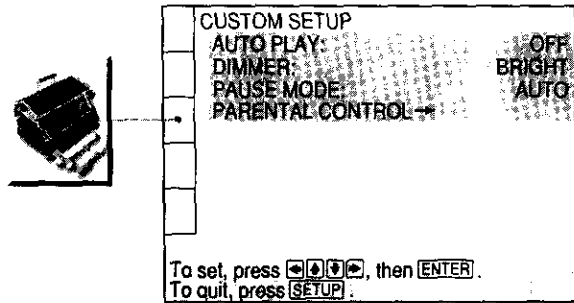 CUSTOM SETUP
AUTO PLAY: OFF
DIMMER: BRIGHT
PAUSE MODE: AUTO
PARENTAL CONTROL→
To set, press ←↑↓→, then ENTER.
To quit, press SETUP.